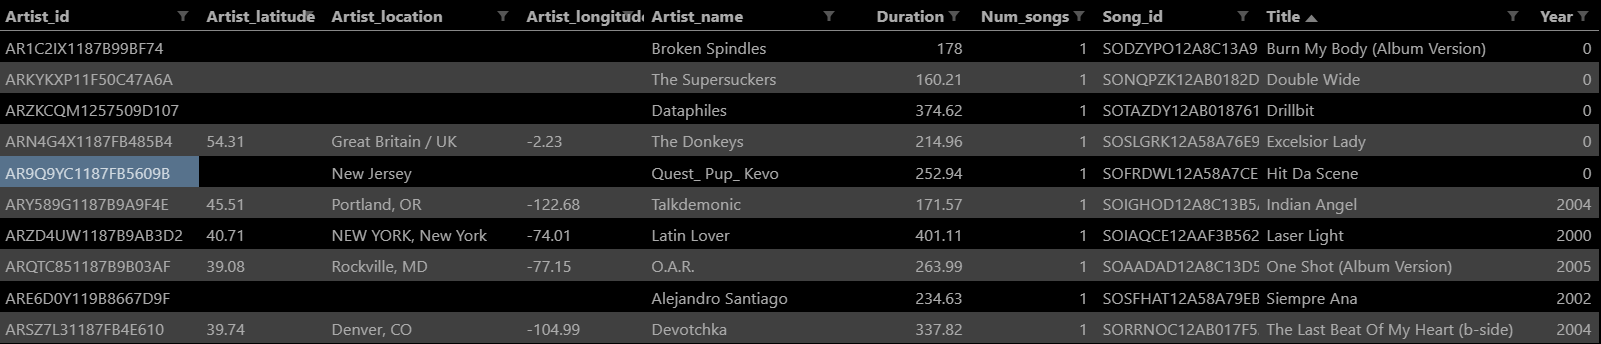 Artist_id Artist_latitude Artist_location Artist_longitud Artist_name Duration Num_songs Song_id Title Year
AR1C2IX1187B99BF74 Broken Spindles 178 1 SODZYPO12A8C13A9 Burn My Body (Album Version) 0
ARKYKXP11F50C47A6A The Supersuckers 160.21 1 SONQPZK12AB0182D Double Wide 0
ARZKCQM1257509D107 Dataphiles 374.62 1 SOTAZDY12AB018761 Drillbit 0
ARN4G4X1187FB485B4 54.31 Great Britain / UK -2.23 The Donkeys 214.96 1 SOSLGRK12A58A76E9 Excelsior Lady 0
AR9Q9YC1187FB5609B New Jersey Quest_ Pup_ Kevo 252.94 1 SOFRDWL12A58A7CE Hit Da Scene 0
ARY589G1187B9A9F4E 45.51 Portland, OR -122.68 Talkdemonic 171.57 1 SOIGHOD12A8C13B5 Indian Angel 2004
ARZD4UW1187B9AB3D2 40.71 NEW YORK, New York -74.01 Latin Lover 401.11 1 SOIAQCE12AAF3B562 Laser Light 2000
ARQTC851187B9B03AF 39.08 Rockville, MD -77.15 O.A.R. 263.99 1 SOAADAD12A8C13D5 One Shot (Album Version) 2005
ARE6D0Y119B8667D9F Alejandro Santiago 234.63 1 SOSFHAT12A58A79EB Siempre Ana 2002
ARSZ7L31187FB4E610 39.74 Denver, CO -104.99 Devotchka 337.82 1 SORRNOC12AB017F5 The Last Beat Of My Heart (b-side) 2004